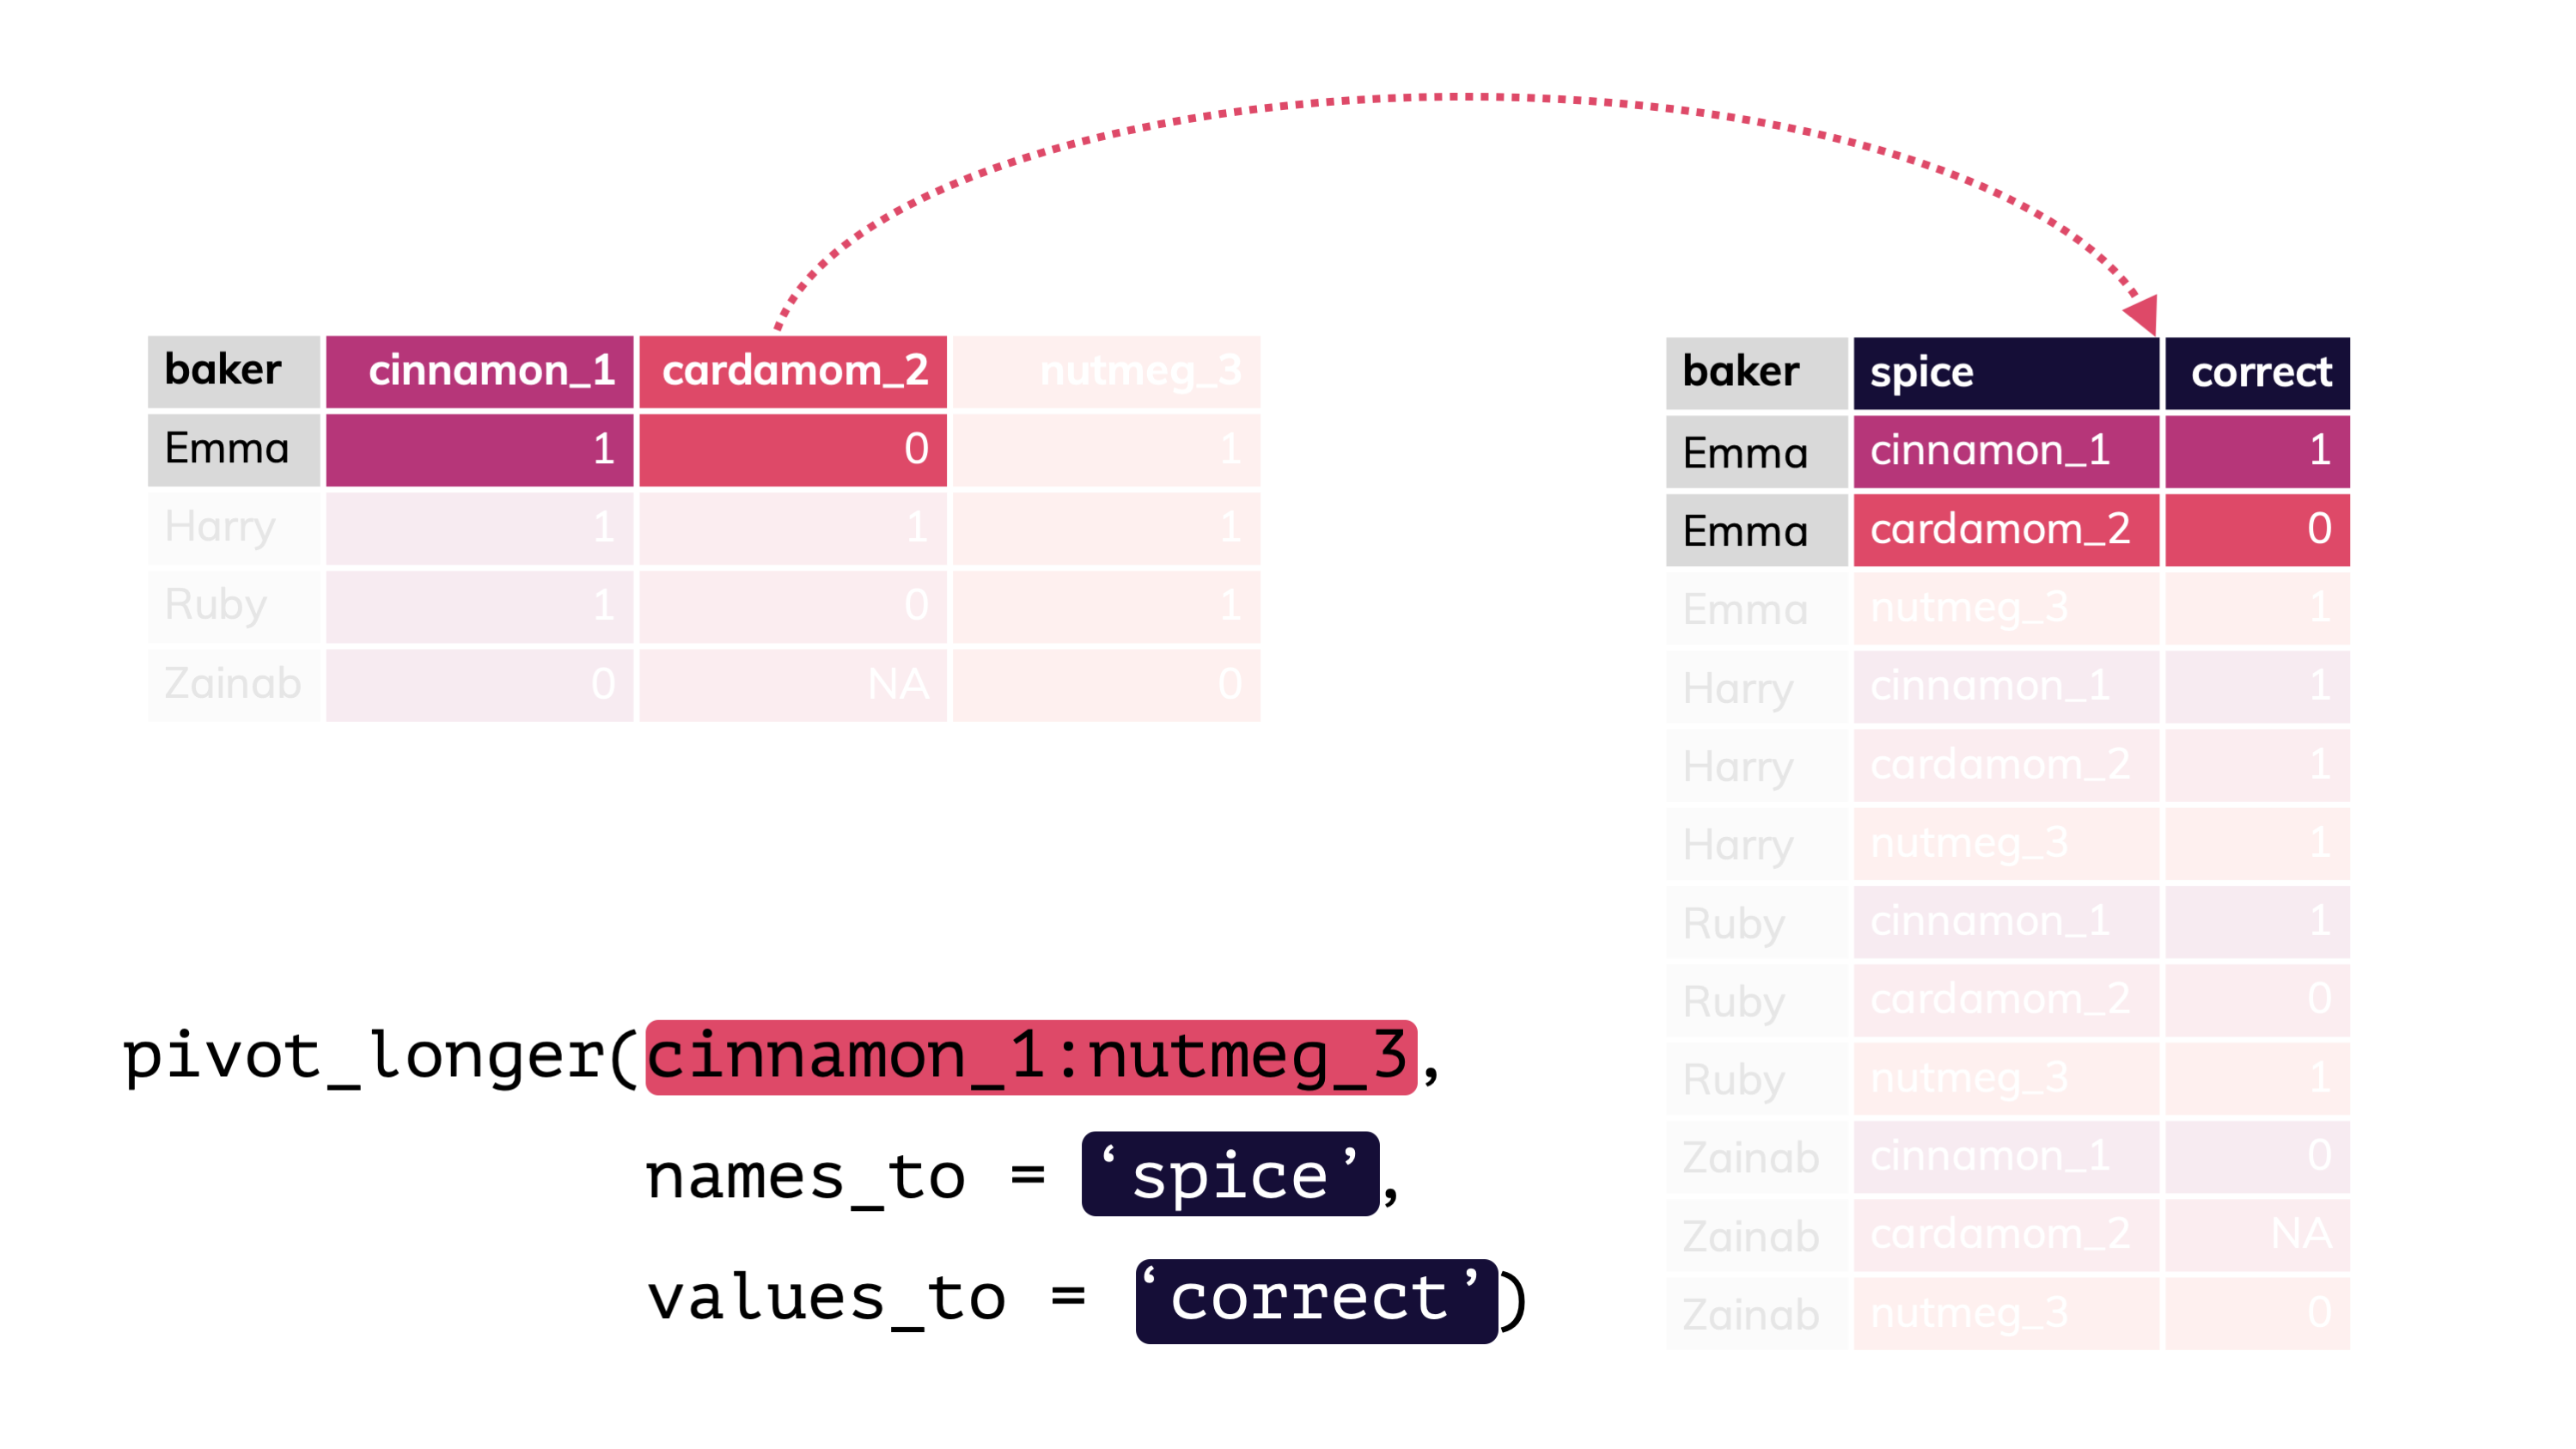 baker cinnamon_1 cardamom_2 nutmeg_3
Emma 1 0 1
Harry 1 1 1
Ruby 1 0 1
Zainab 0 NA 0
pivot_longer(cinnamon_1:nutmeg_3,
names_to = ‘spice’,
values_to = ‘correct’)
baker spice correct
Emma cinnamon_1 1
Emma cardamom_2 0
Emma nutmeg_3 1
Harry cinnamon_1 1
Harry cardamom_2 1
Harry nutmeg_3 1
Ruby cinnamon_1 1
Ruby cardamom_2 0
Ruby nutmeg_3 1
Zainab cinnamon_1 0
Zainab cardamom_2 NA
Zainab nutmeg_3 0